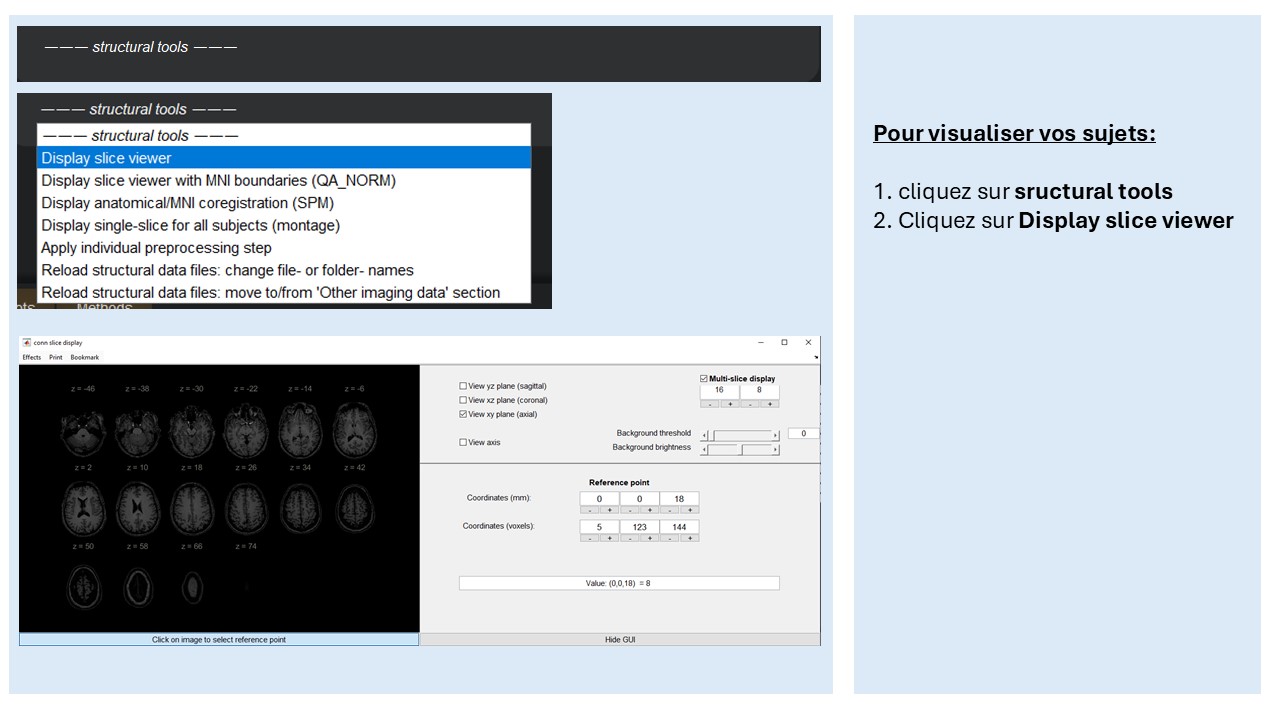 ——— structural tools ———
——— structural tools ———
——— structural tools ———
Display slice viewer
Display slice viewer with MNI boundaries (QA_NORM)
Display anatomical/MNI coregistration (SPM)
Display single-slice for all subjects (montage)
Apply individual preprocessing step
Reload structural data files: change file- or folder- names
Reload structural data files: move to/from 'Other imaging data' section
Methods
conn slice display
Effects Print Bookmark
z = -46 z = -38 z = -30 z = -22 z = -14 z = -6
z = 2 z = 10 z = 18 z = 26 z = 34 z = 42
z = 50 z = 58 z = 66 z = 74
Click on image to select reference point
View yz plane (sagittal)
View xz plane (coronal)
View xy plane (axial)
View axis
Multi-slice display
16 8
- + - +
Background threshold 0
Background brightness
Reference point
Coordinates (mm): 0 0 18
- + - + - +
Coordinates (voxels): 5 123 144
- + - + - +
Value: (0,0,18) = 8
Hide GUI
Pour visualiser vos sujets:
1. cliquez sur sructural tools
2. Cliquez sur Display slice viewer